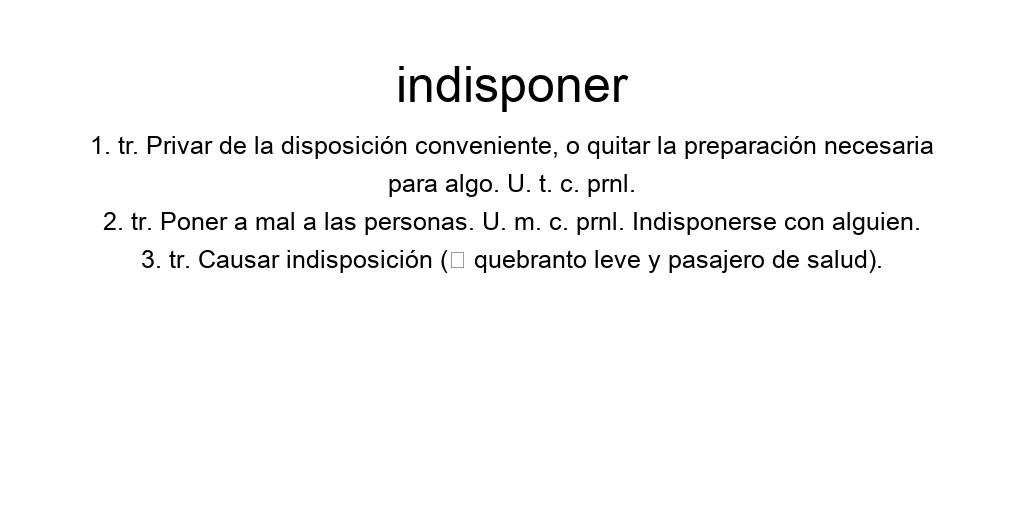 indisponer
1. tr. Privar de la disposición conveniente, o quitar la preparación necesaria
para algo. U. t. c. prnl.
2. tr. Poner a mal a las personas. U. m. c. prnl. Indisponerse con alguien.
3. tr. Causar indisposición (□ quebranto leve y pasajero de salud).